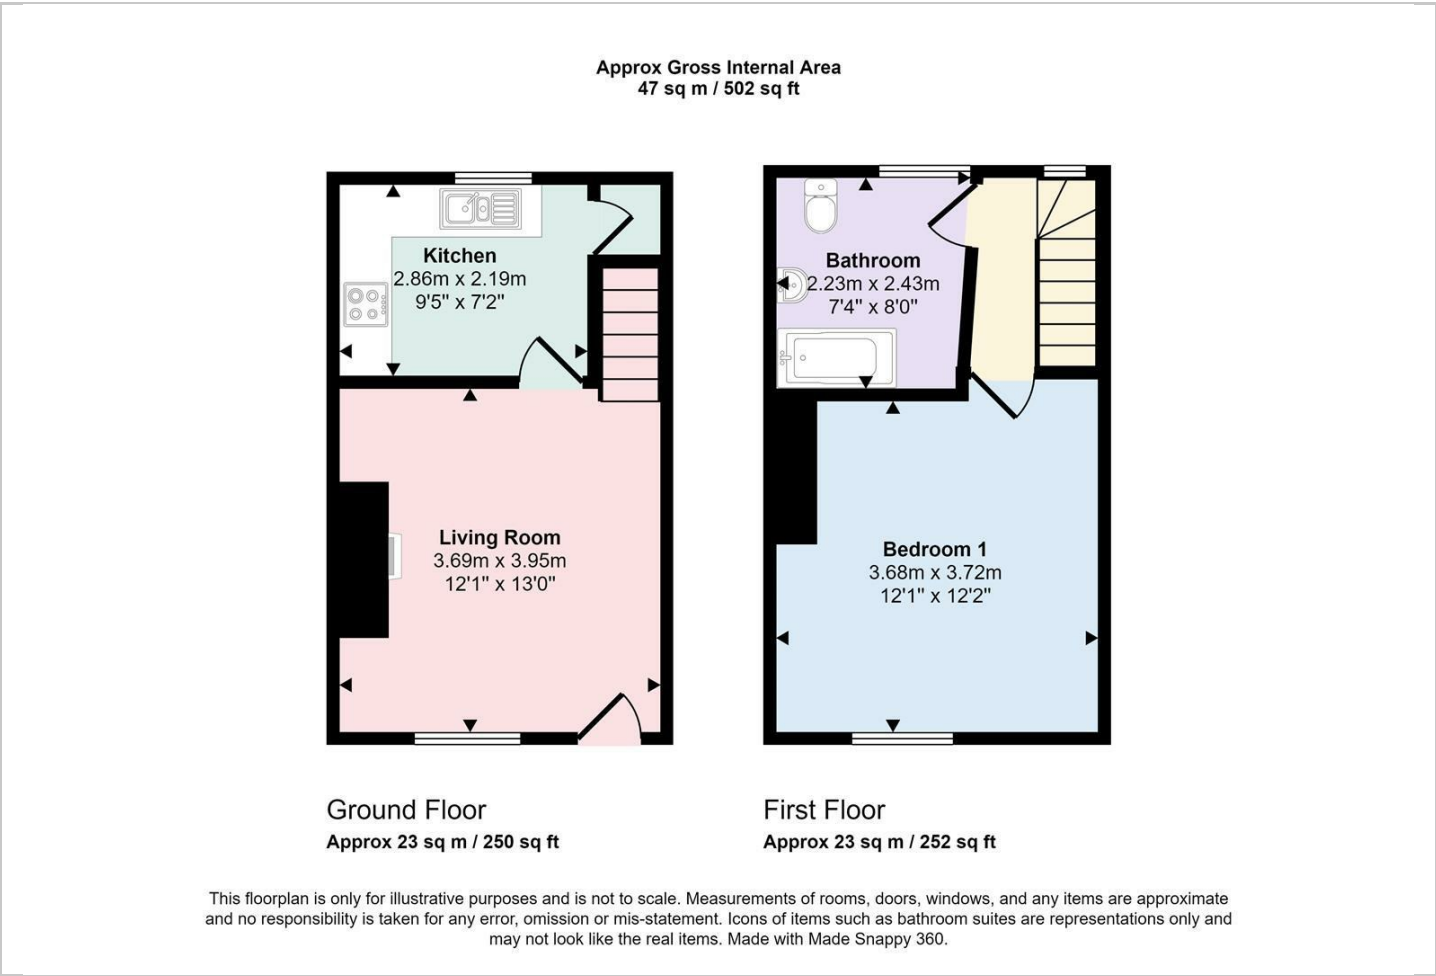 Approx Gross Internal Area
47 sq m / 502 sq ft
Kitchen
2.86m x 2.19m
9'5" x 7'2"
Living Room
3.69m x 3.95m
12'1" x 13'0"
Ground Floor
Approx 23 sq m / 250 sq ft
Bathroom
2.23m x 2.43m
7'4" x 8'0"
Bedroom 1
3.68m x 3.72m
12'1" x 12'2"
First Floor
Approx 23 sq m / 252 sq ft
This floorplan is only for illustrative purposes and is not to scale. Measurements of rooms, doors, windows, and any items are approximate
and no responsibility is taken for any error, omission or mis-statement. Icons of items such as bathroom suites are representations only and
may not look like the real items. Made with Made Snappy 360.